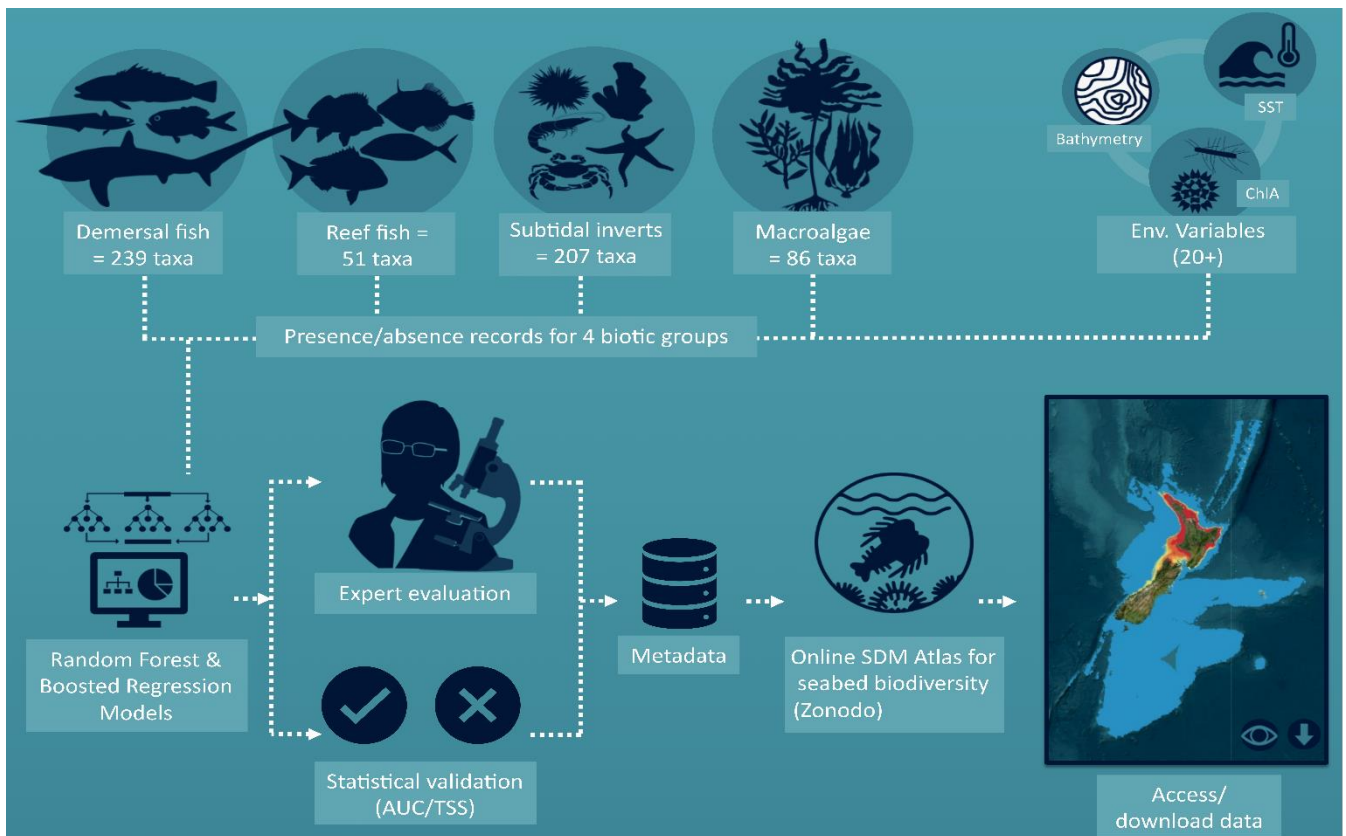 Demersal fish
= 239 taxa
Reef fish =
51 taxa
Subtidal inverts
= 207 taxa
Macroalgae
= 86 taxa
Bathymetry
SST
ChlA
Env. Variables
(20+)
Presence/absence records for 4 biotic groups
Random Forest &
Boosted Regression
Models
Expert evaluation
Statistical validation
(AUC/TSS)
Metadata
Online SDM Atlas for
seabed biodiversity
(Zonodo)
Access/
download data